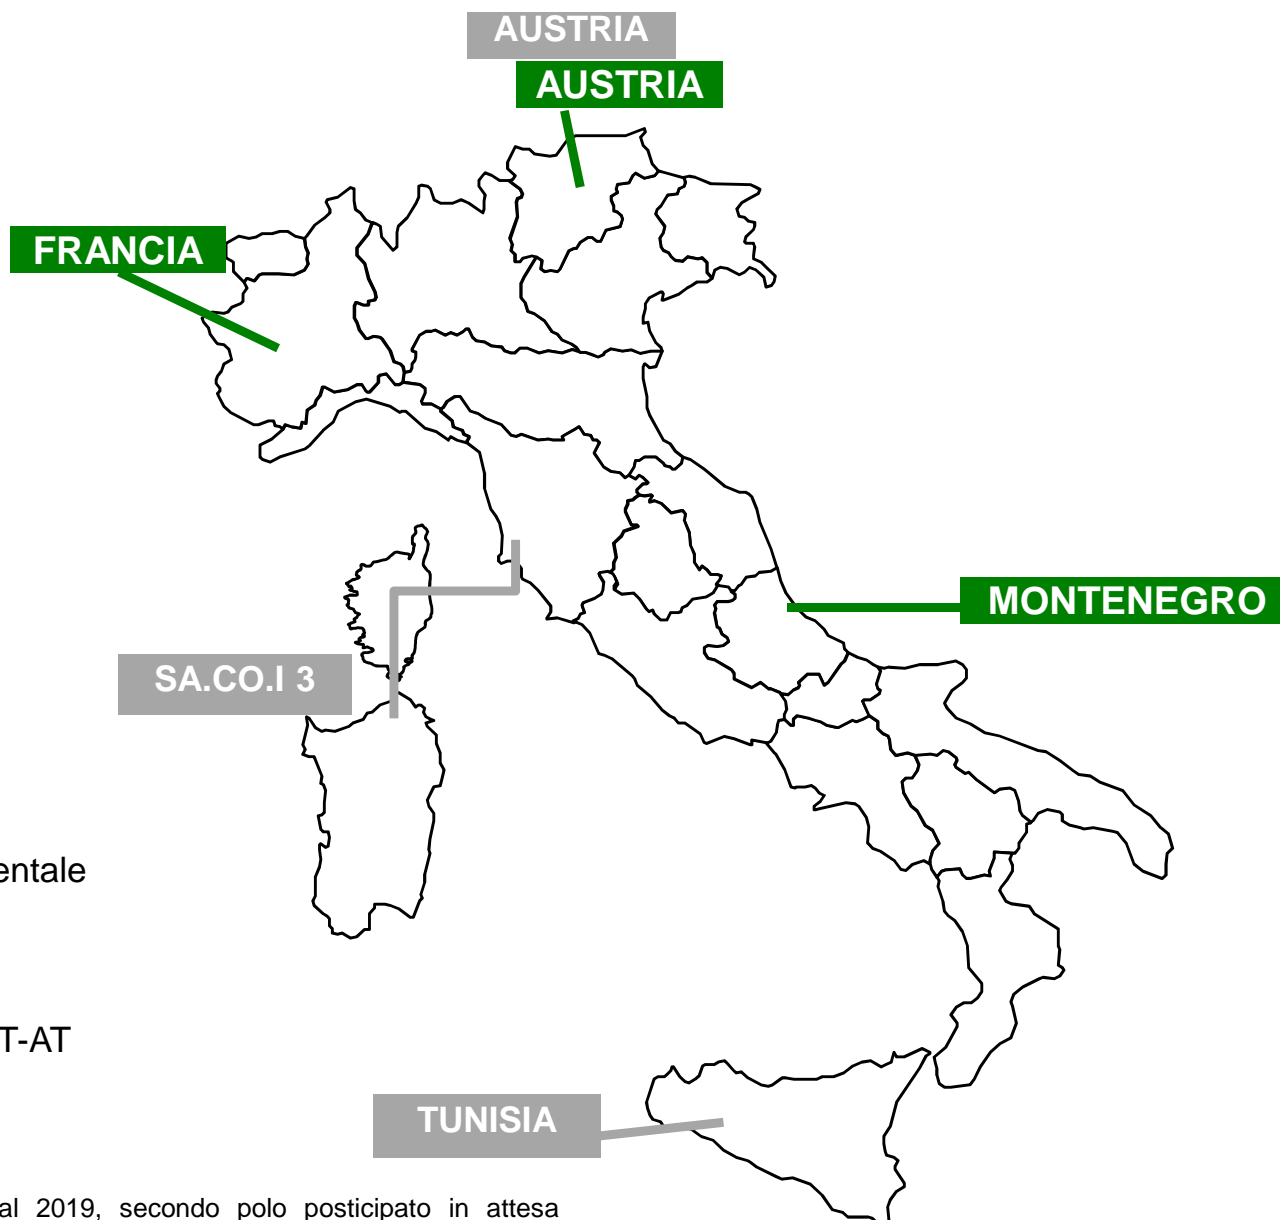 AUSTRIA
AUSTRIA
FRANCIA
MONTENEGRO
SA.CO.I 3
entale
T-AT
TUNISIA
al 2019, secondo polo posticipato in attesa